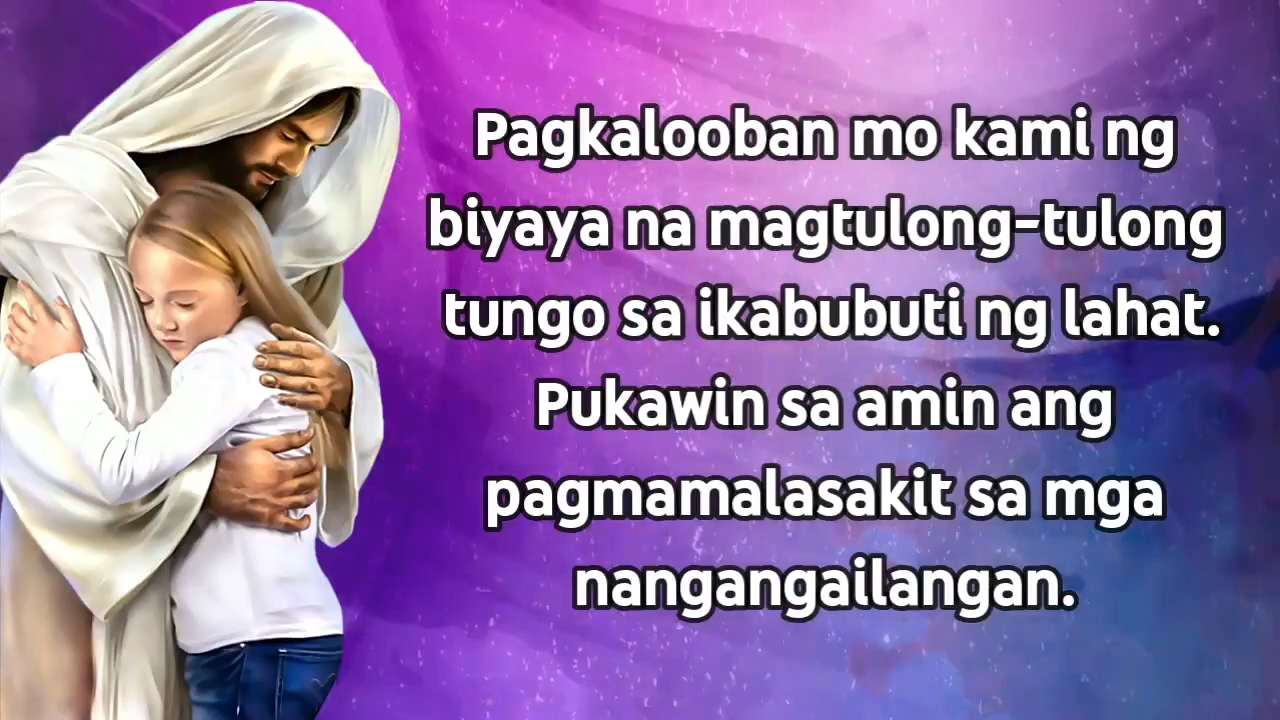 Pagkalooban mo kami ng
biyaya na magtulong-tulong
tungo sa ikabubuti ng lahat.
Pukawin sa amin ang
pagmamalasakit sa mga
nangangailangan.